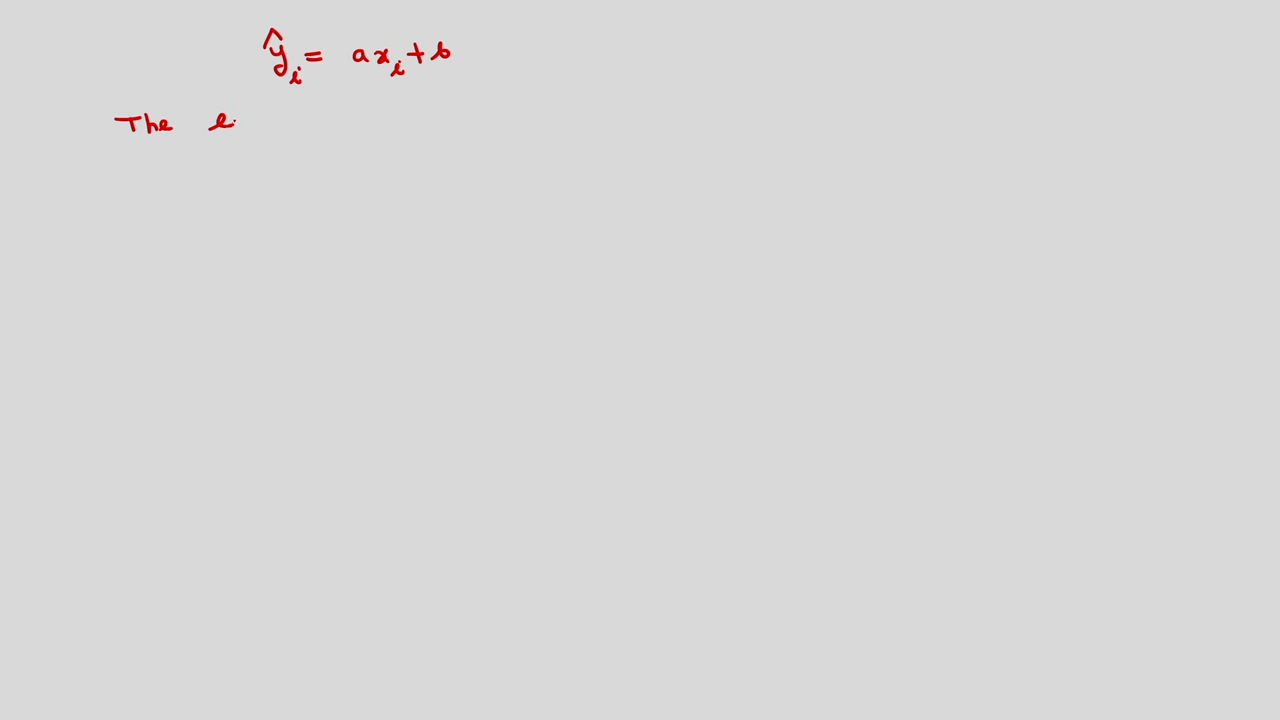 ŷᵢ = axᵢ + b
The e